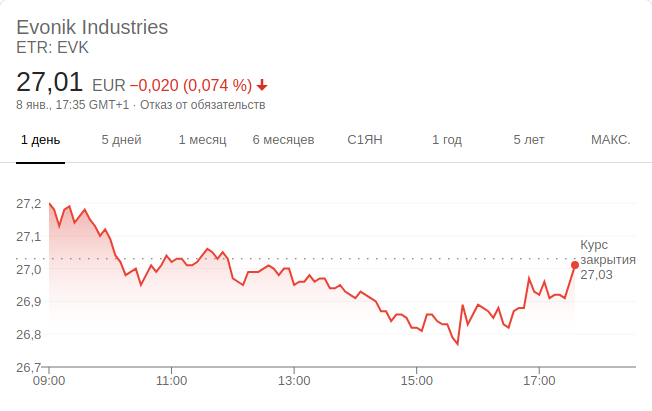 Evonik Industries
ETR: EVK
27,01 EUR −0,020 (0,074 %)
8 янв., 17:35 GMT+1 · Отказ от обязательств
1 день 5 дней 1 месяц 6 месяцев С1ЯН 1 год 5 лет МАКС.
27,2
27,1
27,0
26,9
26,8
26,7
Курс
закрытия
27,03
09:00 11:00 13:00 15:00 17:00